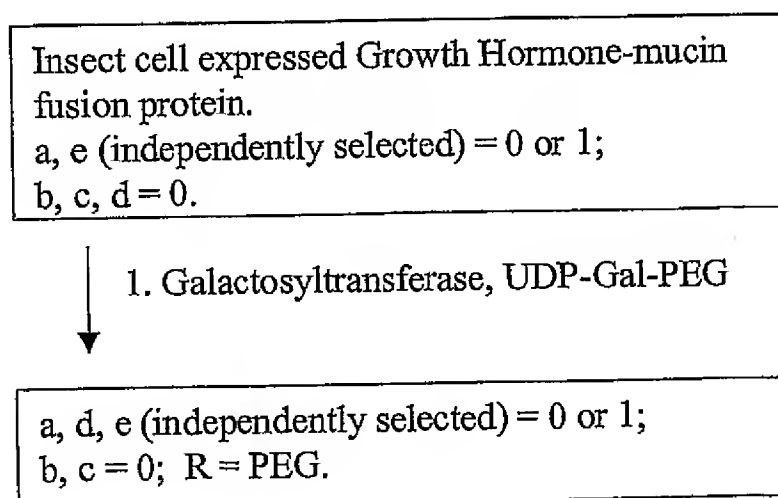 Insect cell expressed Growth Hormone-mucin
fusion protein.
a, e (independently selected) = 0 or 1;
b, c, d = 0.
1. Galactosyltransferase, UDP-Gal-PEG
a, d, e (independently selected) = 0 or 1;
b, c = 0; R = PEG.